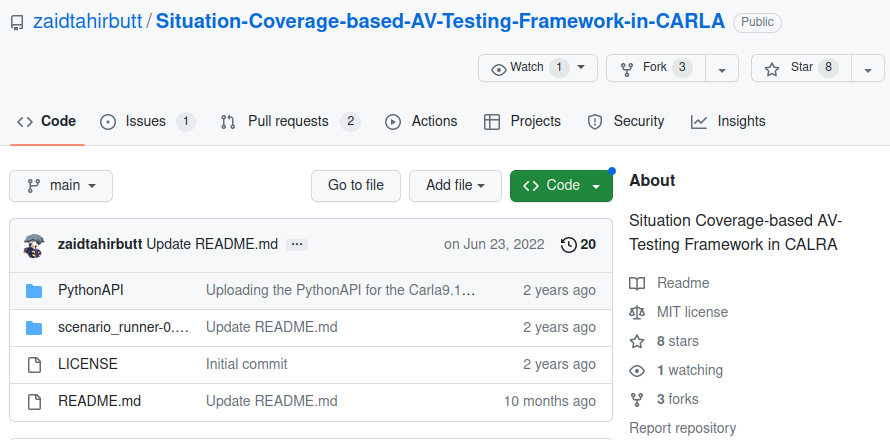 zaidtahirbutt / Situation-Coverage-based-AV-Testing-Framework-in-CARLA Public
Watch 1 Fork 3 Star 8
Code Issues 1 Pull requests 2 Actions Projects Security Insights
main Go to file Add file Code
zaidtahirbutt Update README.md ... on Jun 23, 2022 20
PythonAPI Uploading the PythonAPI for the Carla9.1… 2 years ago
scenario_runner-0.… Update README.md 2 years ago
LICENSE Initial commit 2 years ago
README.md Update README.md 10 months ago
About
Situation Coverage-based AV-
Testing Framework in CALRA
Readme
MIT license
8 stars
1 watching
3 forks
Report repository